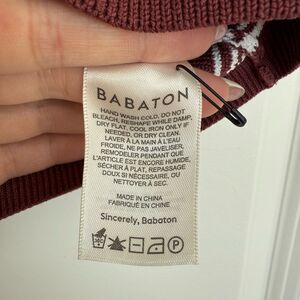 BABATON
HAND WASH COLD, DO NOT
BLEACH, RESHAPE WHILE DAMP,
DRY FLAT, COOL IRON ONLY IF
NEEDED, OR DRY CLEAN.
LAVER À LA MAIN À L'EAU
FROIDE, NE PAS JAVELISER,
REMODELER PENDANT QUE
L'ARTICLE EST ENCORE HUMIDE,
SÉCHER À PLAT, REPASSAGE
DOUX SI NÉCESSAIRE, OU
NETTOYER À SEC.
MADE IN CHINA
FABRIQUÉ EN CHINE
Sincerely, Babaton
P